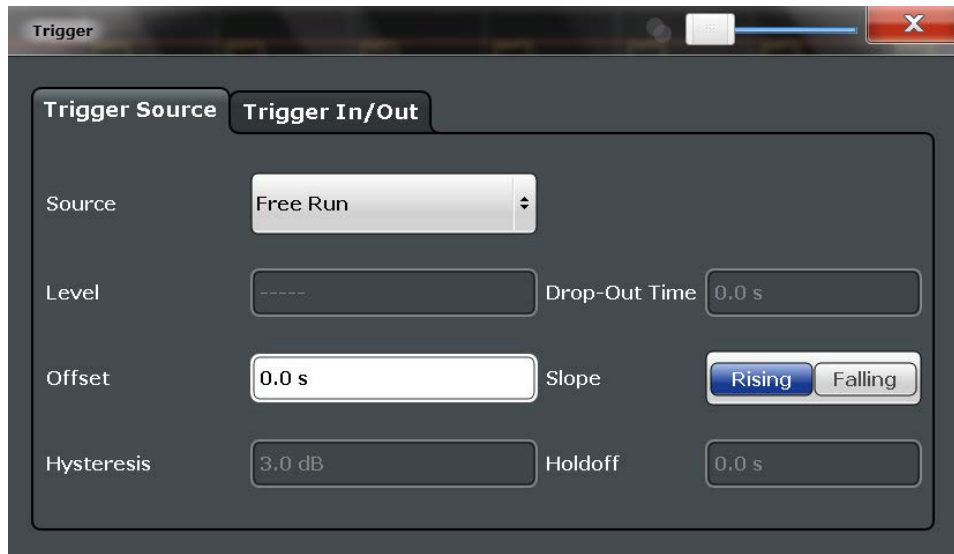 Trigger
Trigger Source Trigger In/Out
Source Free Run
Level ----- Drop-Out Time 0.0 s
Offset 0.0 s Slope Rising Falling
Hysteresis 3.0 dB Holdoff 0.0 s